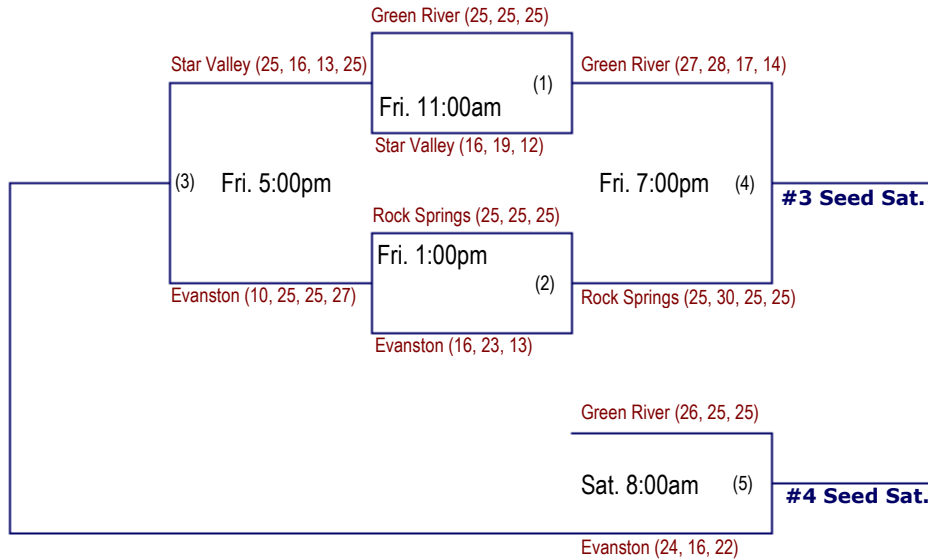 Green River (25, 25, 25)
Star Valley (25, 16, 13, 25)
(1)
Green River (27, 28, 17, 14)
Fri. 11:00am
Star Valley (16, 19, 12)
(3)
Fri. 5:00pm
Fri. 7:00pm
(4)
#3 Seed Sat.
Rock Springs (25, 25, 25)
Fri. 1:00pm
(2)
Evanston (10, 25, 25, 27)
Rock Springs (25, 30, 25, 25)
Evanston (16, 23, 13)
Green River (26, 25, 25)
Sat. 8:00am
(5)
#4 Seed Sat.
Evanston (24, 16, 22)